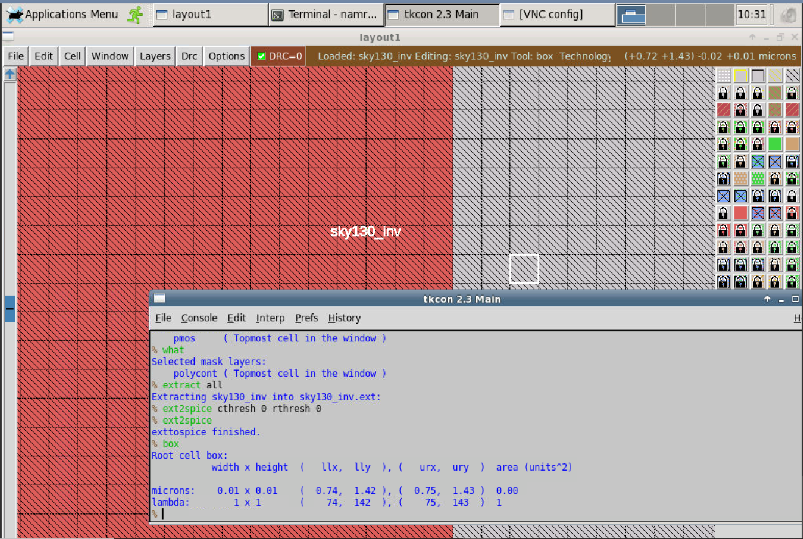 Applications Menu layout1 Terminal - namr... tkcon 2.3 Main [VNC config] 10:31
layout1
File Edit Cell Window Layers Drc Options DRC=0 Loaded: sky130_inv Editing: sky130_inv Tool: box Technology (+0.72 +1.43) -0.02 +0.01 microns
sky130_inv
tkcon 2.3 Main
File Console Edit Interp Prefs History H
pmos ( Topmost cell in the window )
% what
Selected mask layers:
polycont ( Topmost cell in the window )
% extract all
Extracting sky130_inv into sky130_inv.ext:
% ext2spice cthresh 0 rthresh 0
% ext2spice
exttospice finished.
% box
Root cell box:
width x height ( llx, lly ), ( urx, ury ) area (units^2)
microns: 0.01 x 0.01 ( 0.74, 1.42 ), ( 0.75, 1.43 ) 0.00
lambda: 1 x 1 ( 74, 142 ), ( 75, 143 ) 1
%